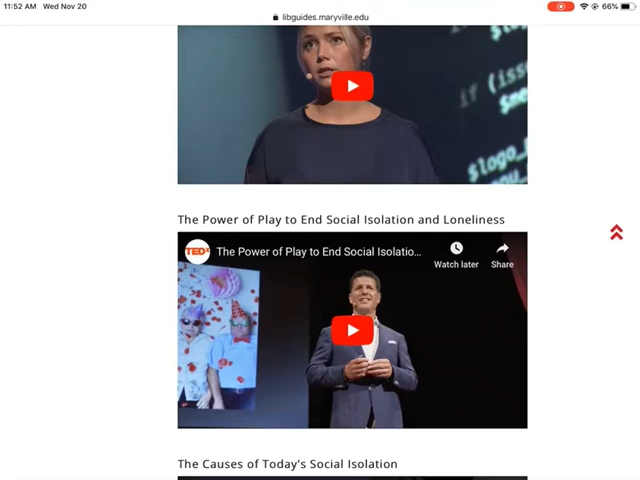 11:52 AM Wed Nov 20
66%
libguides.maryville.edu
if (
$logo_
The Power of Play to End Social Isolation and Loneliness
TEDx
The Power of Play to End Social Isolatio...
Watch later
Share
The Causes of Today's Social Isolation